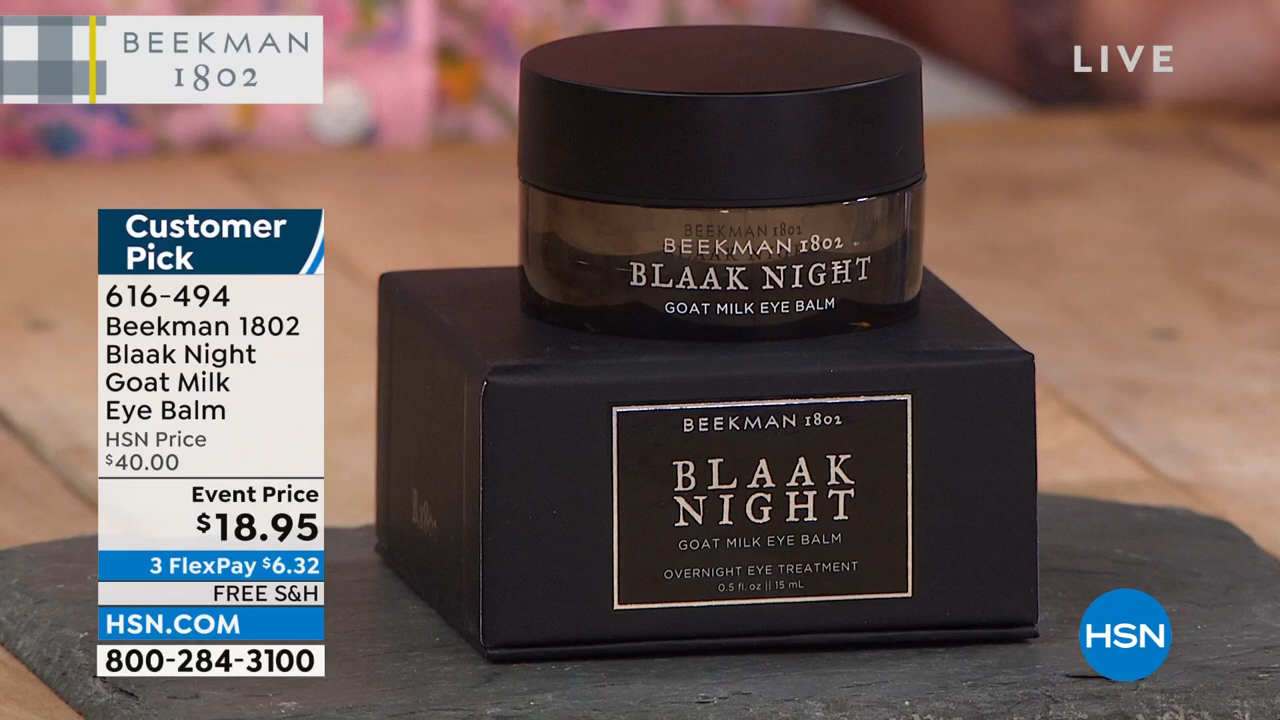 BEEKMAN
1802
LIVE
Customer
Pick
616-494
Beekman 1802
Blaak Night
Goat Milk
Eye Balm
HSN Price
$40.00
Event Price
$18.95
3 FlexPay $6.32
FREE S&H
HSN.COM
800-284-3100
BEEKMAN 1802
BLAAK NIGHT
GOAT MILK EYE BALM
BEEKMAN 1802
BLAAK
NIGHT
GOAT MILK EYE BALM
OVERNIGHT EYE TREATMENT
0.5 fl. oz || 15 mL
HSN